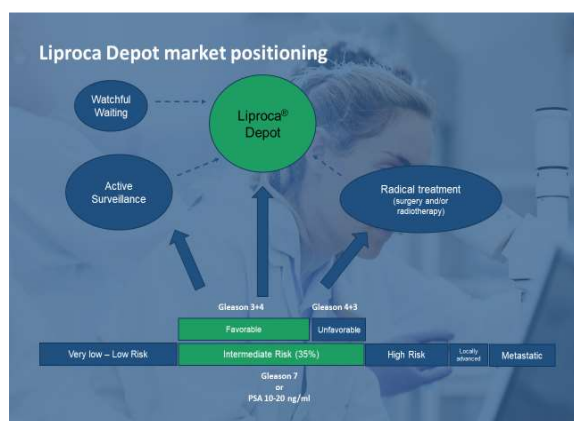 Liproca Depot market positioning
Watchful
Waiting
Liproca®
Depot
Active
Surveillance
Radical treatment
(surgery and/or
radiotherapy)
Gleason 3+4
Gleason 4+3
Favorable
Unfavorable
Very low – Low Risk
Intermediate Risk (35%)
High Risk
Locally
advanced
Metastatic
Gleason 7
or
PSA 10-20 ng/ml